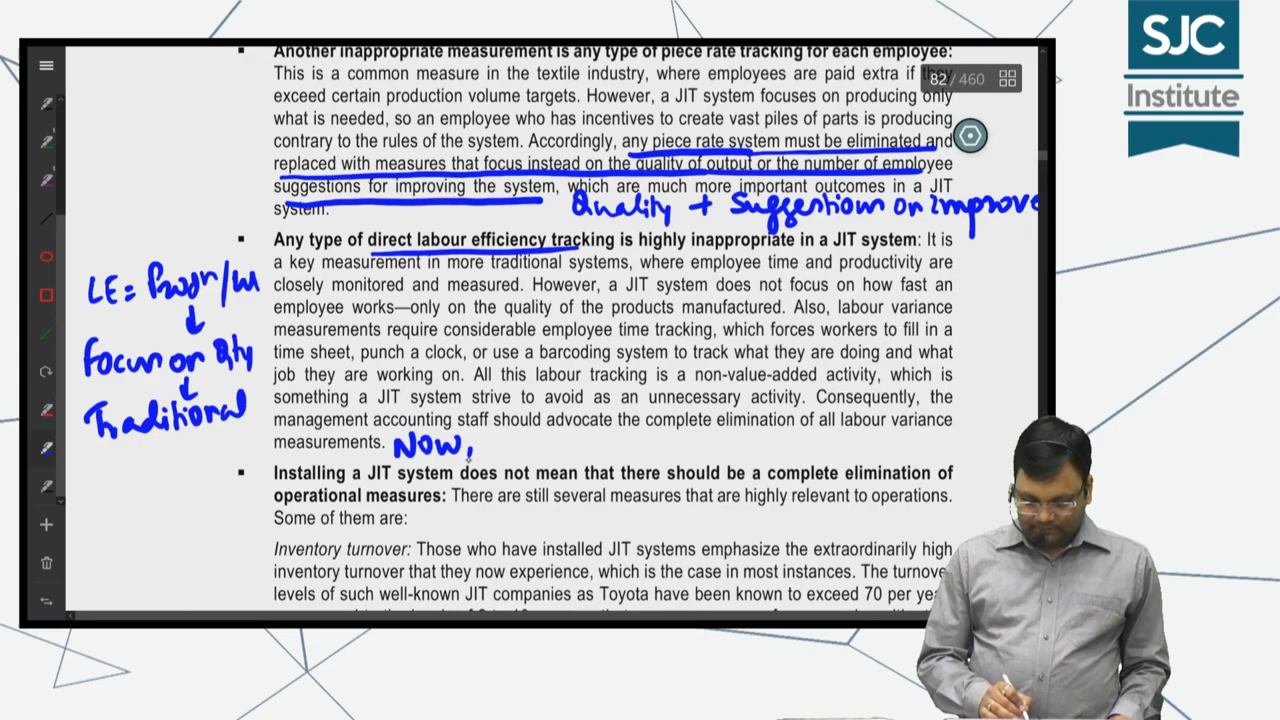 SJC
Institute
Another inappropriate measurement is any type of piece rate tracking for each employee:
This is a common measure in the textile industry, where employees are paid extra if they
82 / 460
exceed certain production volume targets. However, a JIT system focuses on producing only
what is needed, so an employee who has incentives to create vast piles of parts is producing
contrary to the rules of the system. Accordingly, any piece rate system must be eliminated and
replaced with measures that focus instead on the quality of output or the number of employee
suggestions for improving the system, which are much more important outcomes in a JIT
system.
Quality + Suggestions on improve
Any type of direct labour efficiency tracking is highly inappropriate in a JIT system: It is
a key measurement in more traditional systems, where employee time and productivity are
closely monitored and measured. However, a JIT system does not focus on how fast an
employee works—only on the quality of the products manufactured. Also, labour variance
measurements require considerable employee time tracking, which forces workers to fill in a
time sheet, punch a clock, or use a barcoding system to track what they are doing and what
job they are working on. All this labour tracking is a non-value-added activity, which is
something a JIT system strive to avoid as an unnecessary activity. Consequently, the
management accounting staff should advocate the complete elimination of all labour variance
measurements.
Now,
LE =
Focus on Qty
Traditional
Installing a JIT system does not mean that there should be a complete elimination of
operational measures: There are still several measures that are highly relevant to operations.
Some of them are:
Inventory turnover: Those who have installed JIT systems emphasize the extraordinarily high
inventory turnover that they now experience, which is the case in most instances. The turnove
levels of such well-known JIT companies as Toyota have been known to exceed 70 per yea